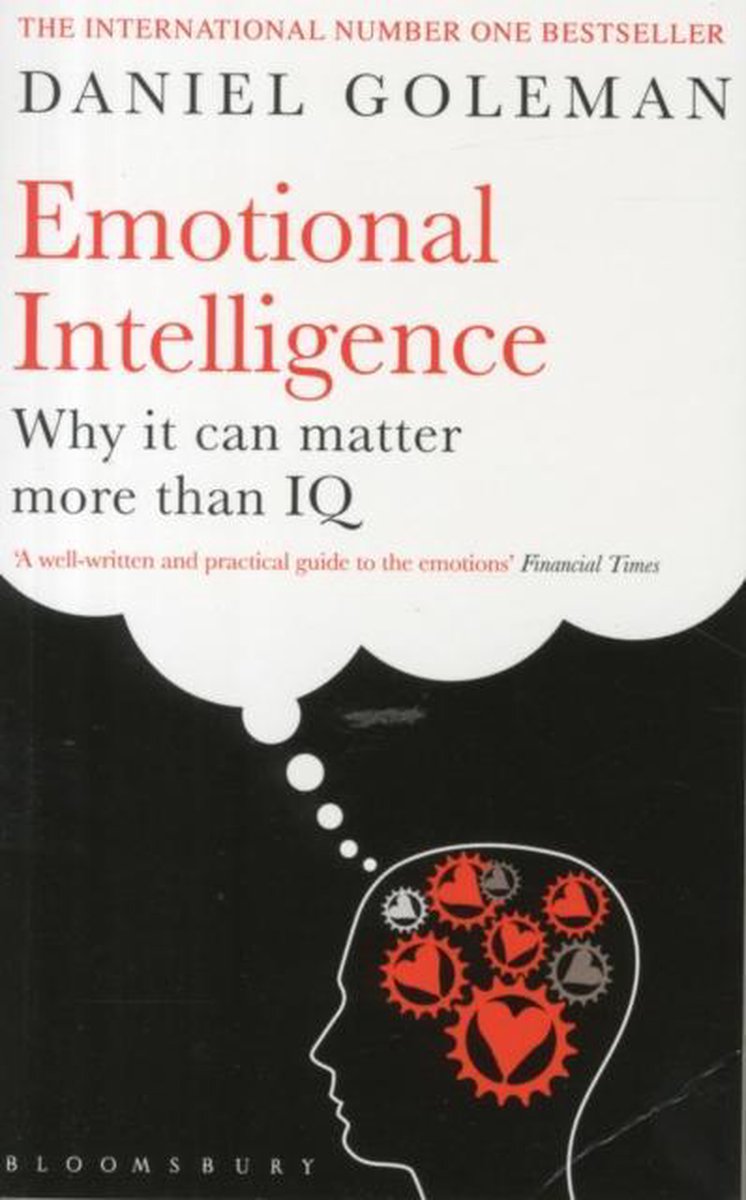 THE INTERNATIONAL NUMBER ONE BESTSELLER
DANIEL GOLEMAN
Emotional
Intelligence
Why it can matter
more than IQ
‘A well-written and practical guide to the emotions’ Financial Times
BLOOMSBURY